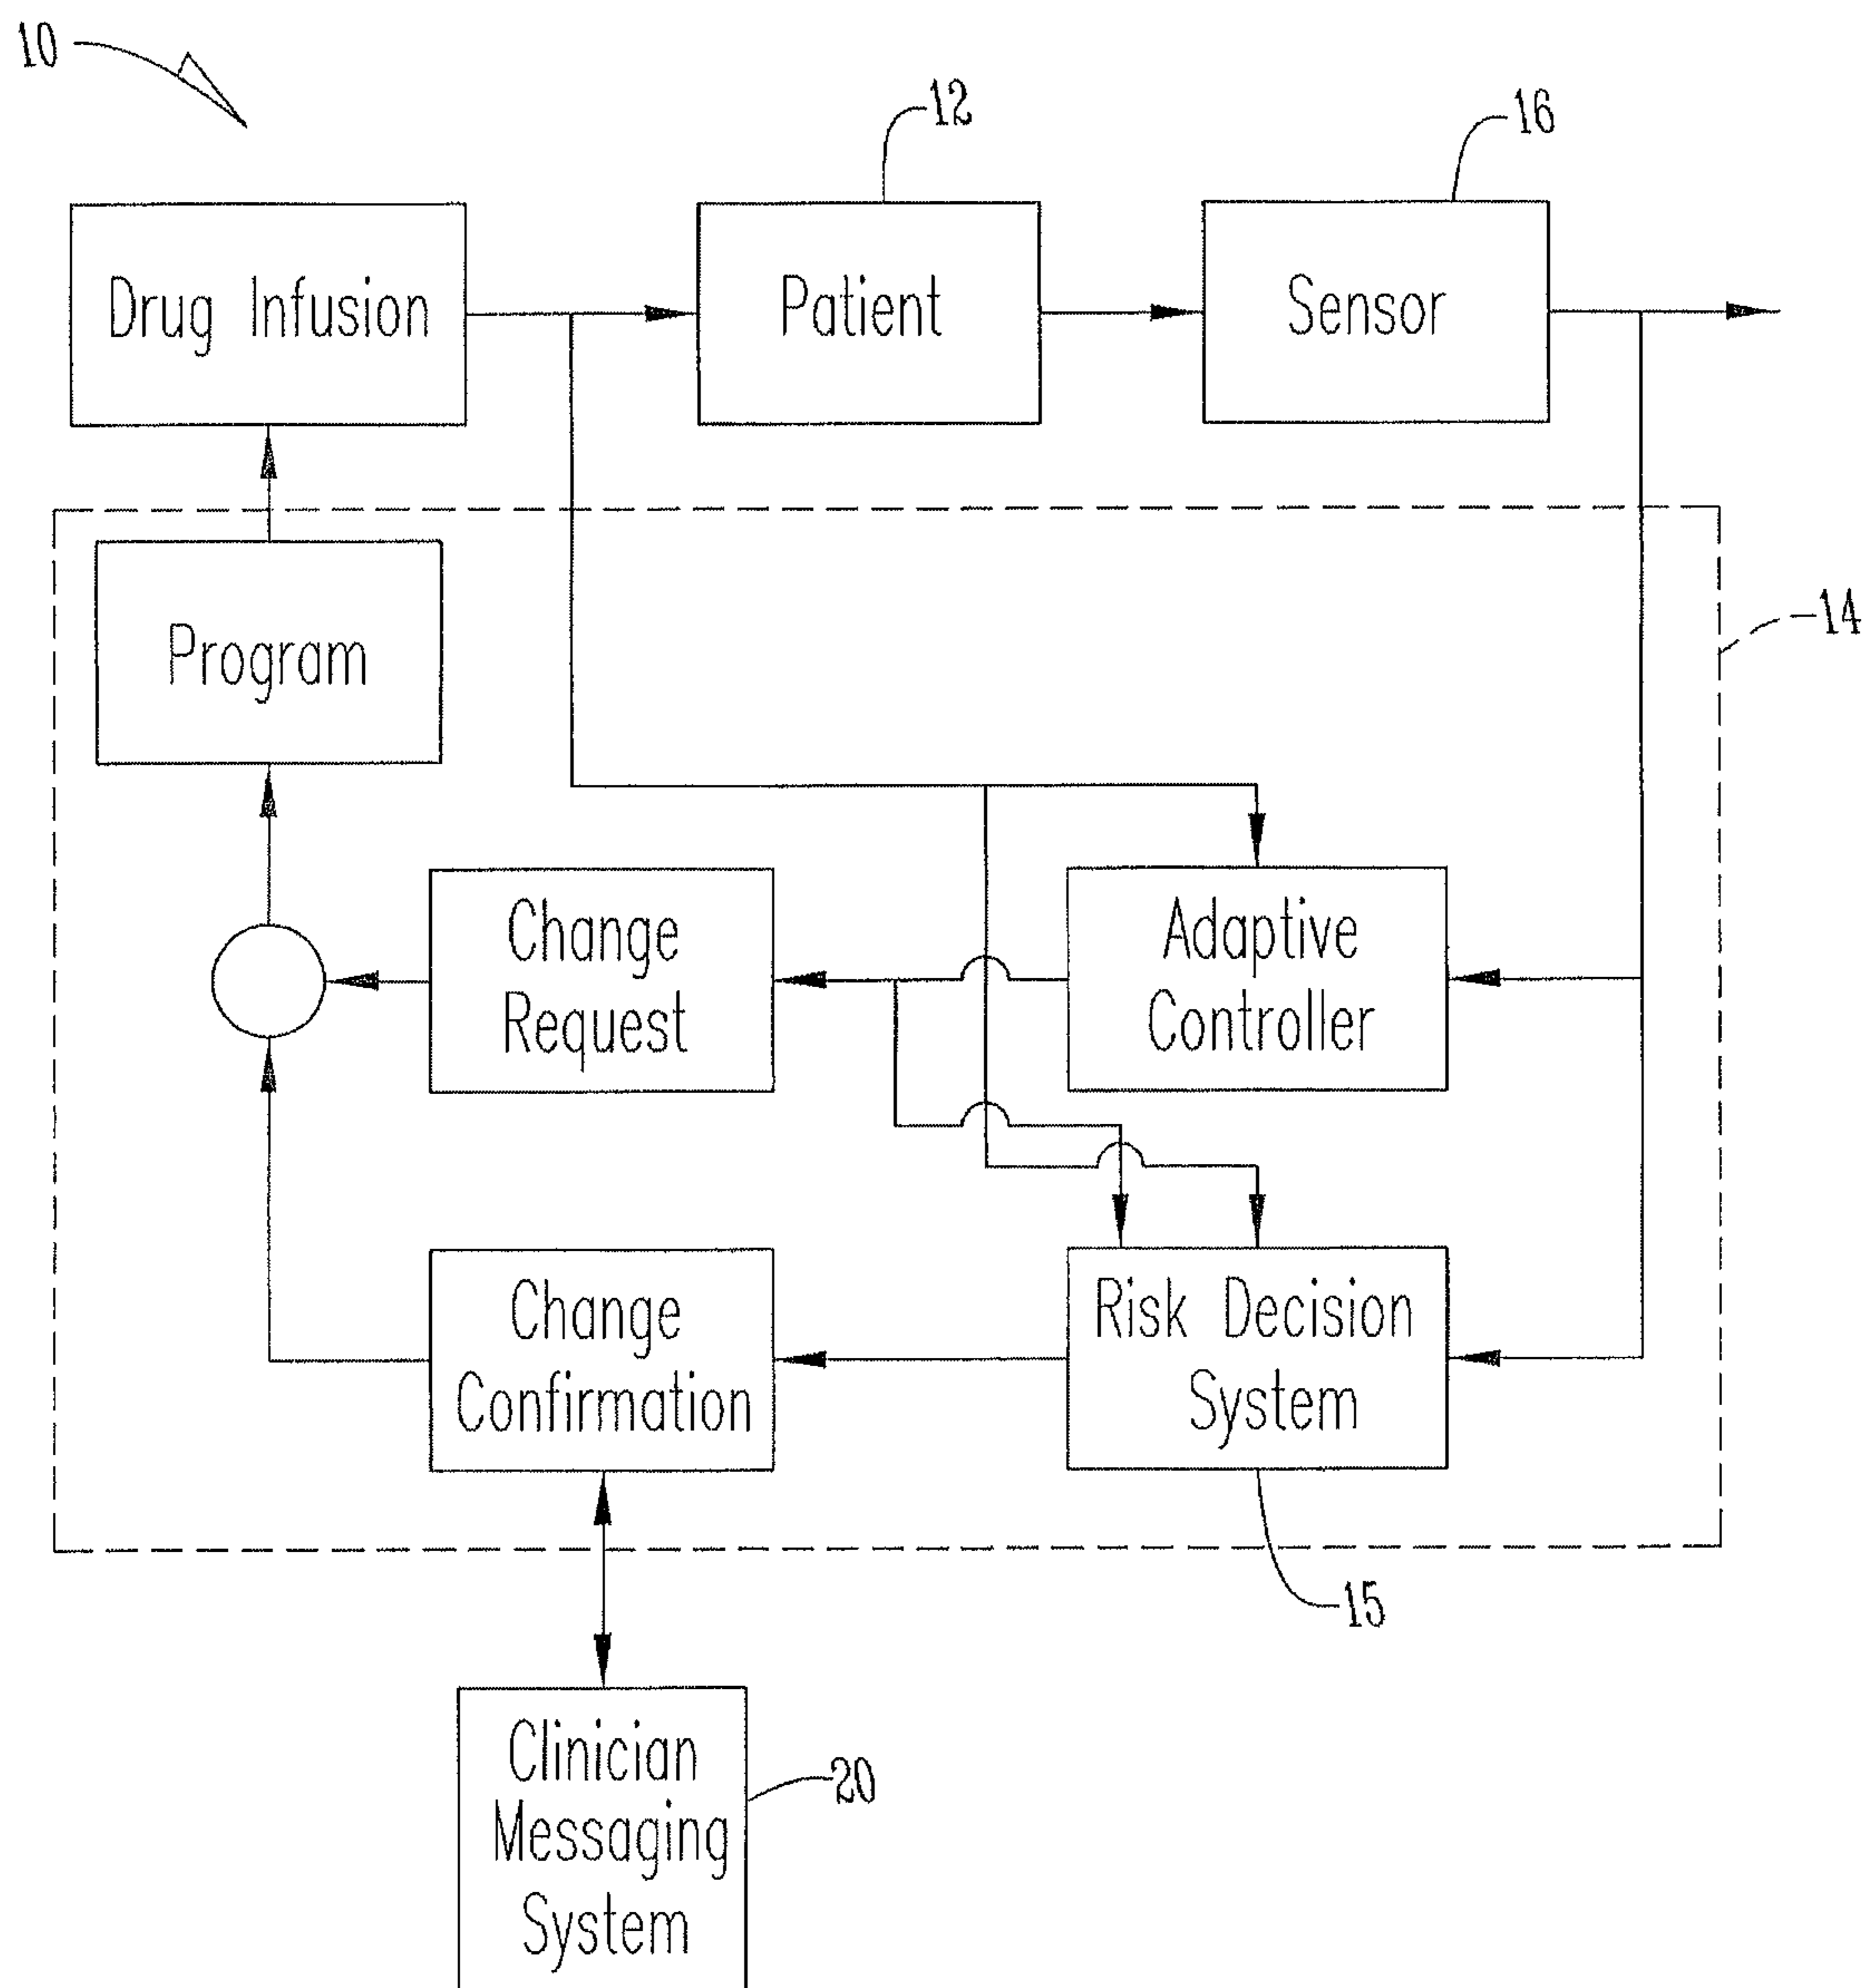 10
12
16
Drug Infusion
Patient
Sensor
Program
14
Change
Request
Adaptive
Controller
Change
Confirmation
Risk Decision
System
15
Clinician
Messaging
System
20